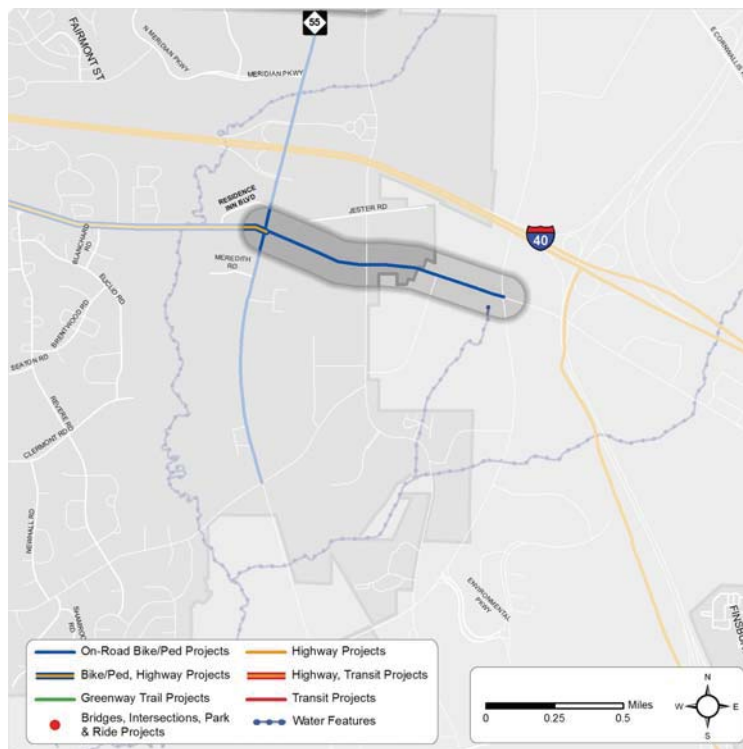 55
FAIRMONT ST
N MERIDIAN PKWY
MERIDIAN PKWY
RESIDENCE
INN BLVD
JESTER RD
40
BLANCHARD
RD
MEREDITH
RD
EUCLID RD
BRENTWOOD RD
SEATON RD
REVERE RD
CLERMONT RD
NEWHALL RD
ENVIRONMENTAL
PKWY
RD
On-Road Bike/Ped Projects
Bike/Ped, Highway Projects
Greenway Trail Projects
Bridges, Intersections, Park
& Ride Projects
Highway Projects
Highway, Transit Projects
Transit Projects
Water Features
Miles
0 0.25 0.5
N
W E
S